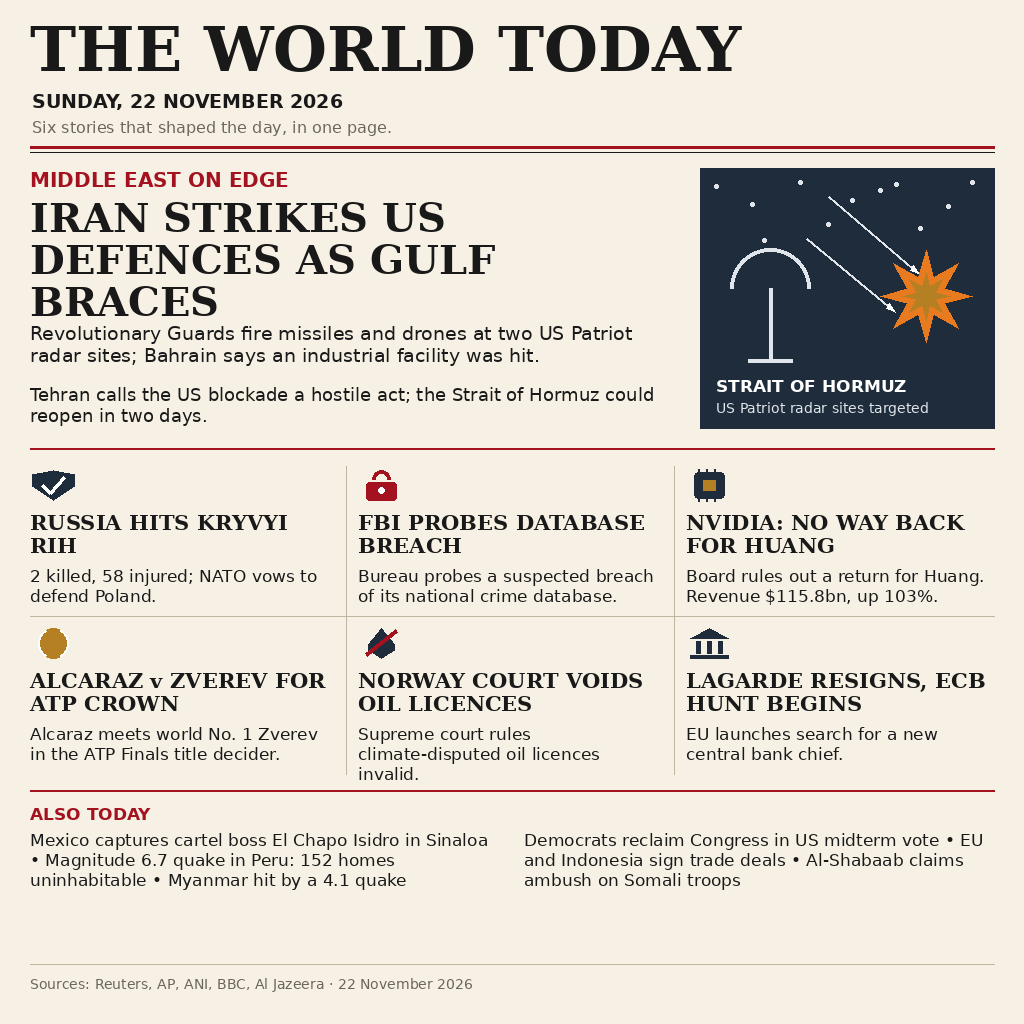 THE WORLD TODAY
SUNDAY, 22 NOVEMBER 2026
Six stories that shaped the day, in one page.
MIDDLE EAST ON EDGE
IRAN STRIKES US
DEFENCES AS GULF
BRACES
Revolutionary Guards fire missiles and drones at two US Patriot
radar sites; Bahrain says an industrial facility was hit.
Tehran calls the US blockade a hostile act; the Strait of Hormuz could
reopen in two days.
STRAIT OF HORMUZ
US Patriot radar sites targeted
RUSSIA HITS KRYVYI
RIH
2 killed, 58 injured; NATO vows to
defend Poland.
FBI PROBES DATABASE
BREACH
Bureau probes a suspected breach
of its national crime database.
NVIDIA: NO WAY BACK
FOR HUANG
Board rules out a return for Huang.
Revenue $115.8bn, up 103%.
ALCARAZ v ZVEREV FOR
ATP CROWN
Alcaraz meets world No. 1 Zverev
in the ATP Finals title decider.
NORWAY COURT VOIDS
OIL LICENCES
Supreme court rules
climate-disputed oil licences
invalid.
LAGARDE RESIGNS, ECB
HUNT BEGINS
EU launches search for a new
central bank chief.
ALSO TODAY
Mexico captures cartel boss El Chapo Isidro in Sinaloa
• Magnitude 6.7 quake in Peru: 152 homes
uninhabitable • Myanmar hit by a 4.1 quake
Democrats reclaim Congress in US midterm vote • EU
and Indonesia sign trade deals • Al-Shabaab claims
ambush on Somali troops
Sources: Reuters, AP, ANI, BBC, Al Jazeera · 22 November 2026